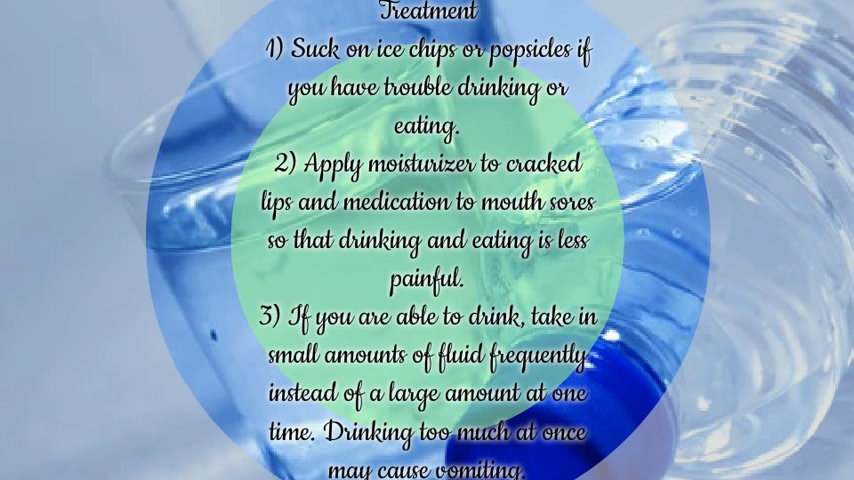 Treatment
1) Suck on ice chips or popsicles if
you have trouble drinking or
eating.
2) Apply moisturizer to cracked
lips and medication to mouth sores
so that drinking and eating is less
painful.
3) If you are able to drink, take in
small amounts of fluid frequently
instead of a large amount at one
time. Drinking too much at once
may cause vomiting.